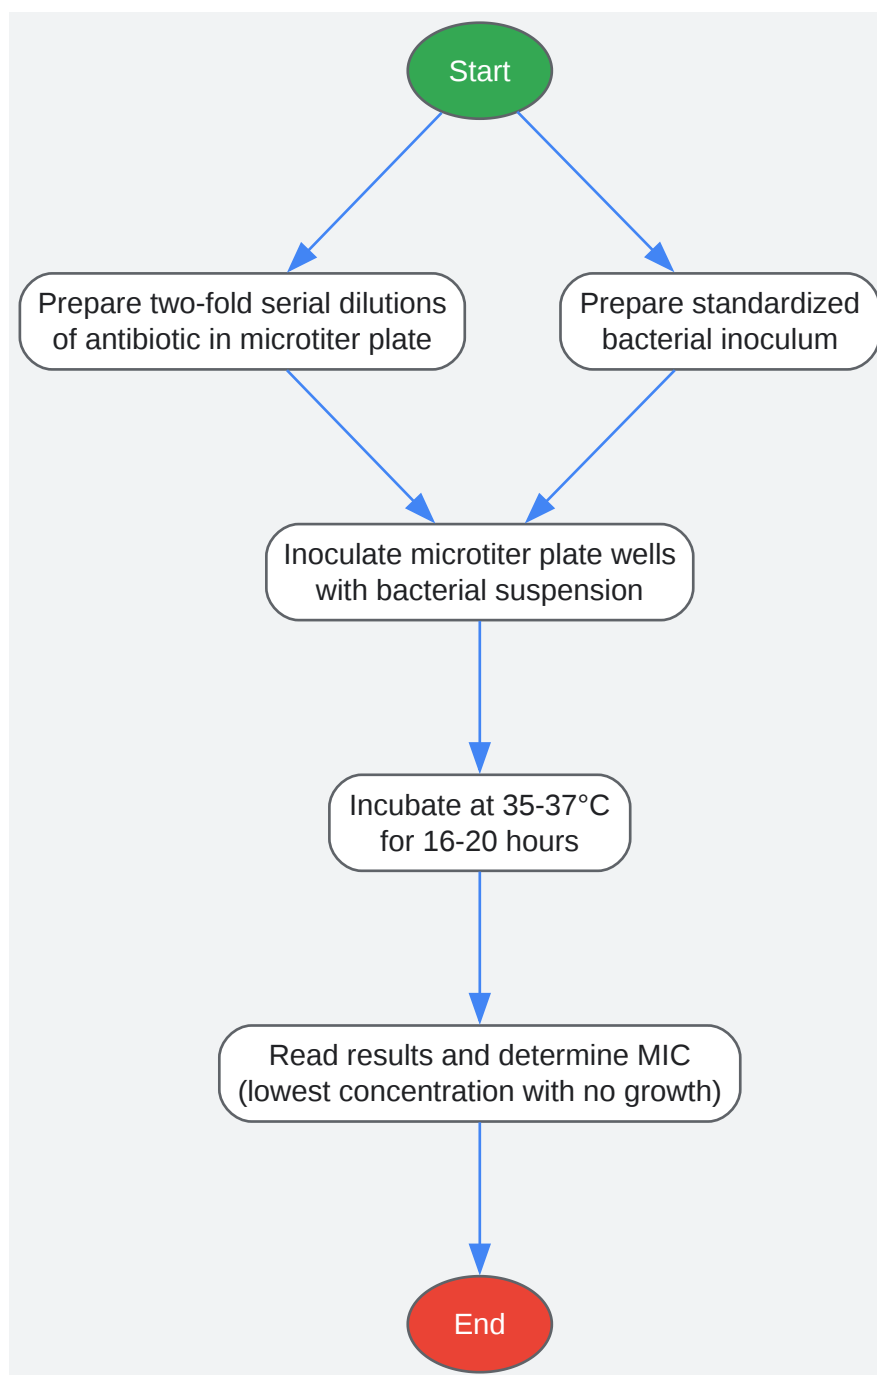 Start
Prepare two-fold serial dilutions
of antibiotic in microtiter plate
Prepare standardized
bacterial inoculum
Inoculate microtiter plate wells
with bacterial suspension
Incubate at 35-37°C
for 16-20 hours
Read results and determine MIC
(lowest concentration with no growth)
End